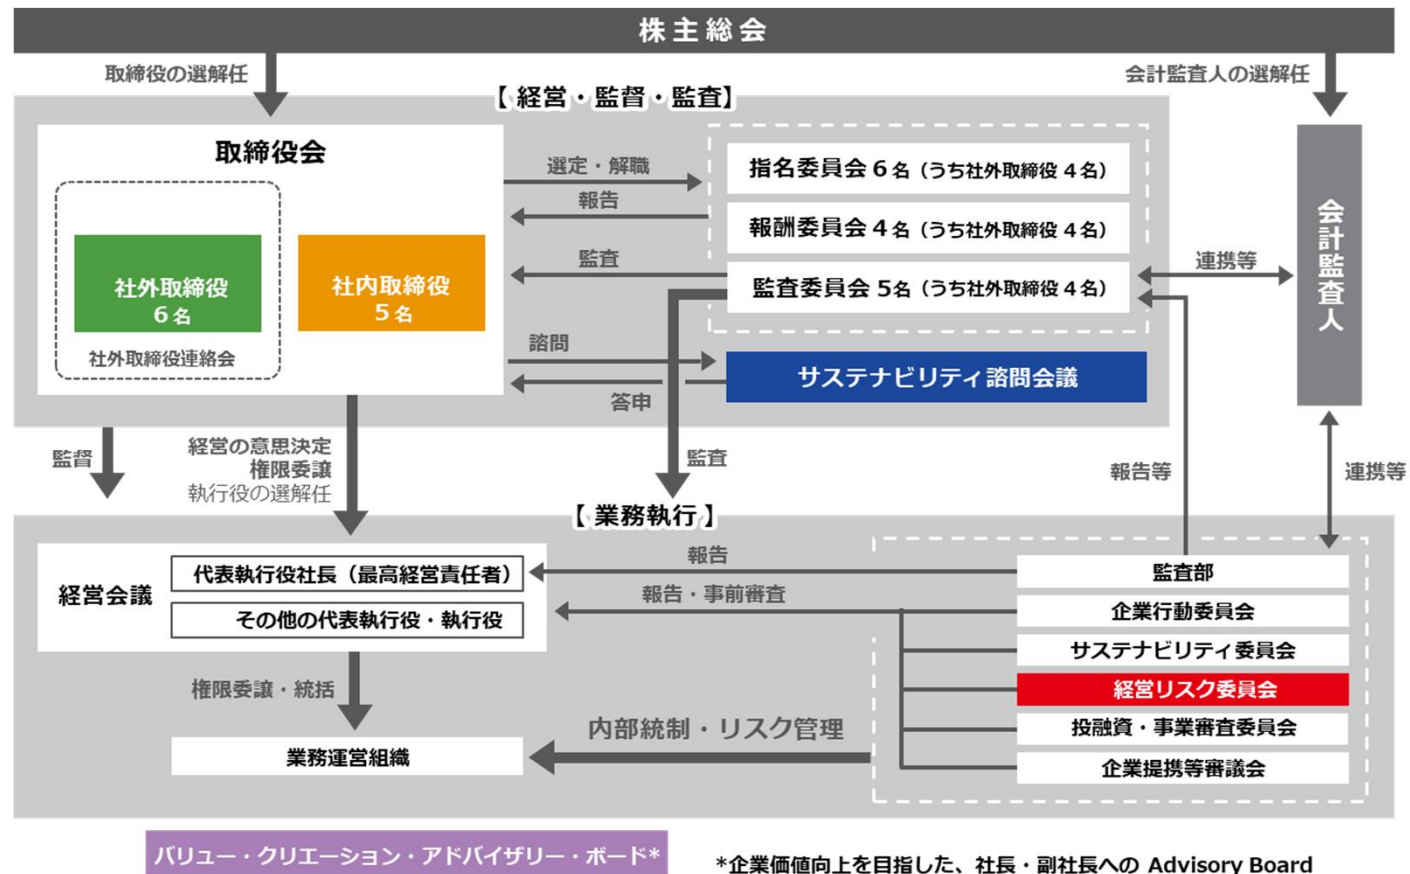 株主総会
取締役の選解任
会計監査人の選解任
【 経営・監督・監査】
取締役会
社外取締役
6名
社内取締役
5名
社外取締役連絡会
選定・解職
報告
監査
諮問
答申
指名委員会 6名（うち社外取締役 4名）
報酬委員会 4名（うち社外取締役 4名）
監査委員会 5名（うち社外取締役 4名）
サステナビリティ諮問会議
連携等
会計監査人
監督
経営の意思決定
権限委譲
執行役の選解任
監査
報告等
連携等
【 業務執行 】
経営会議
代表執行役社長（最高経営責任者）
その他の代表執行役・執行役
報告
報告・事前審査
監査部
企業行動委員会
サステナビリティ委員会
経営リスク委員会
投融資・事業審査委員会
企業提携等審議会
権限委譲・統括
内部統制・リスク管理
業務運営組織
バリュー・クリエーション・アドバイザリー・ボード*
*企業価値向上を目指した、社長・副社長への Advisory Board